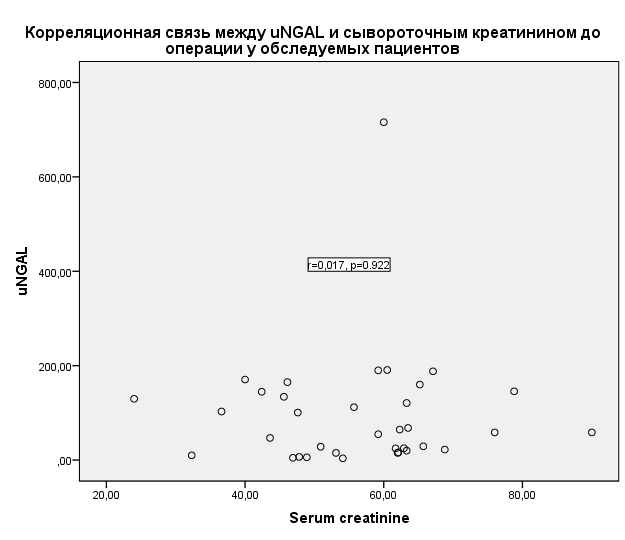 Корреляционная связь между uNGAL и сывороточным креатинином до
операции у обследуемых пациентов
800,00
600,00
400,00
200,00
,00
uNGAL
r=0,017, p=0.922
20,00
40,00
60,00
80,00
Serum creatinine